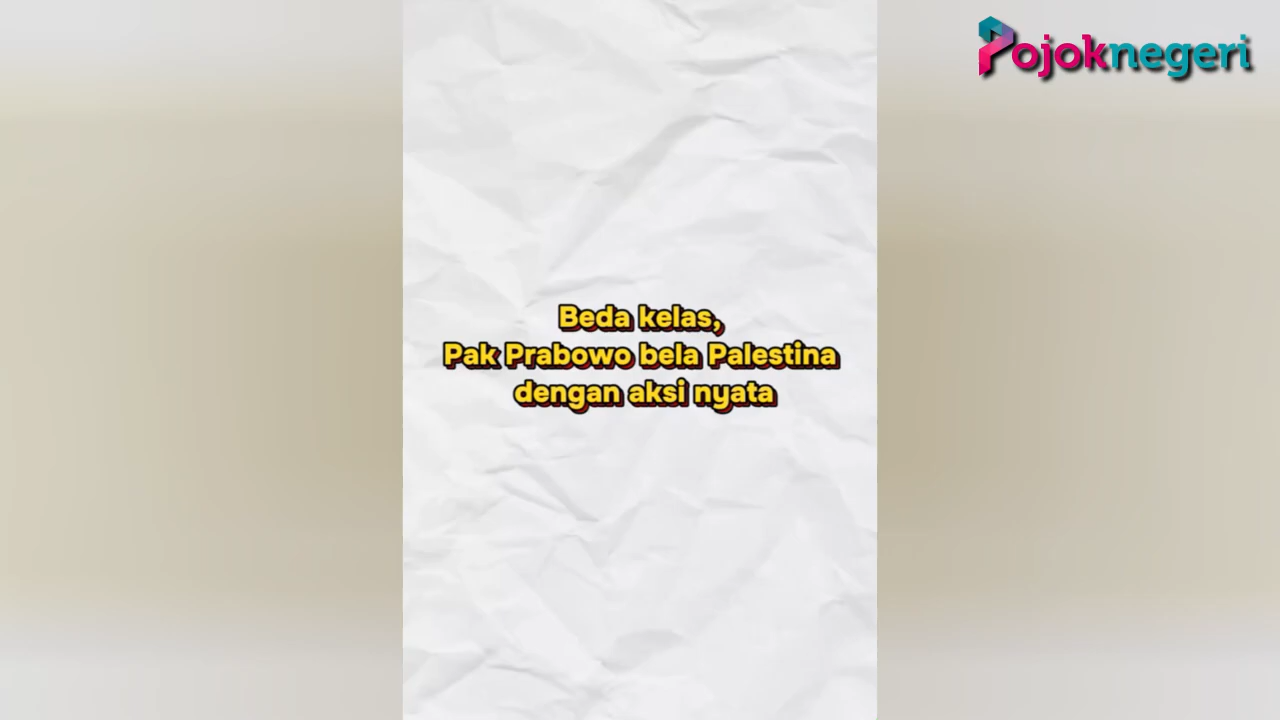 Pojoknegeri
Beda kelas,
Pak Prabowo bela Palestina
dengan aksi nyata